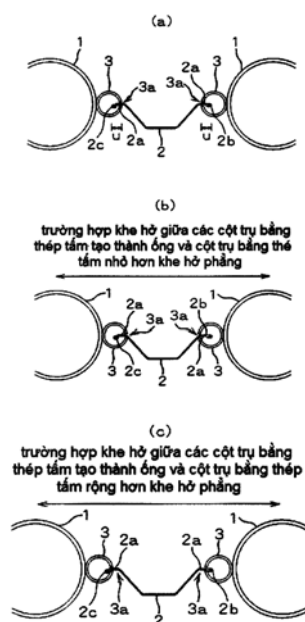 (a)
1 3 3a 2a 3a 2a 3 1
2c 2a 2 2b
u u
(b)
trường hợp khe hở giữa các cột trụ bằng
thép tấm tạo thành ống và cột trụ bằng thé
tấm nhỏ hơn khe hở phẳng
1 2a 3a 3a 2b 1
3 2c 2 2a 3
(c)
trường hợp khe hở giữa các cột trụ bằng
thép tấm tạo thành ống và cột trụ bằng thép
tấm rộng hơn khe hở phẳng
1 3 2a 2a 3 1
2c 3a 2 3a 2b